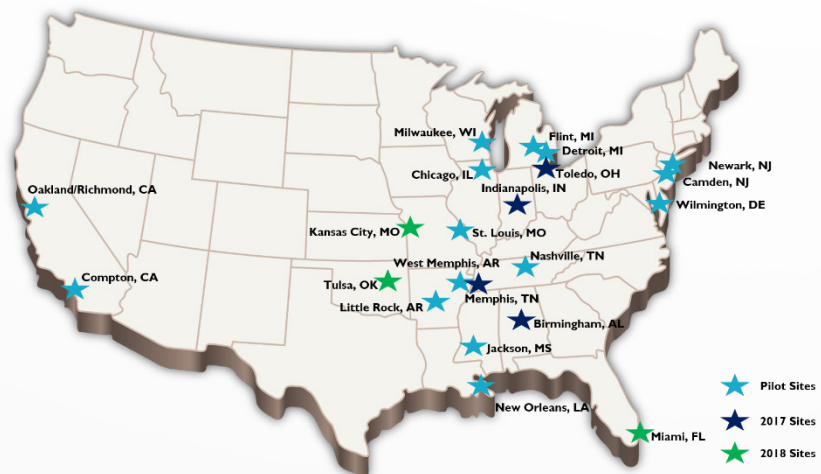 Milwaukee, WI
Flint, MI
Detroit, MI
Newark, NJ
Chicago, IL
Toledo, OH
Camden, NJ
Oakland/Richmond, CA
Indianapolis, IN
Wilmington, DE
Kansas City, MO
St. Louis, MO
Nashville, TN
West Memphis, AR
Compton, CA
Tulsa, OK
Memphis, TN
Little Rock, AR
Birmingham, AL
Jackson, MS
Pilot Sites
New Orleans, LA
2017 Sites
Miami, FL
2018 Sites